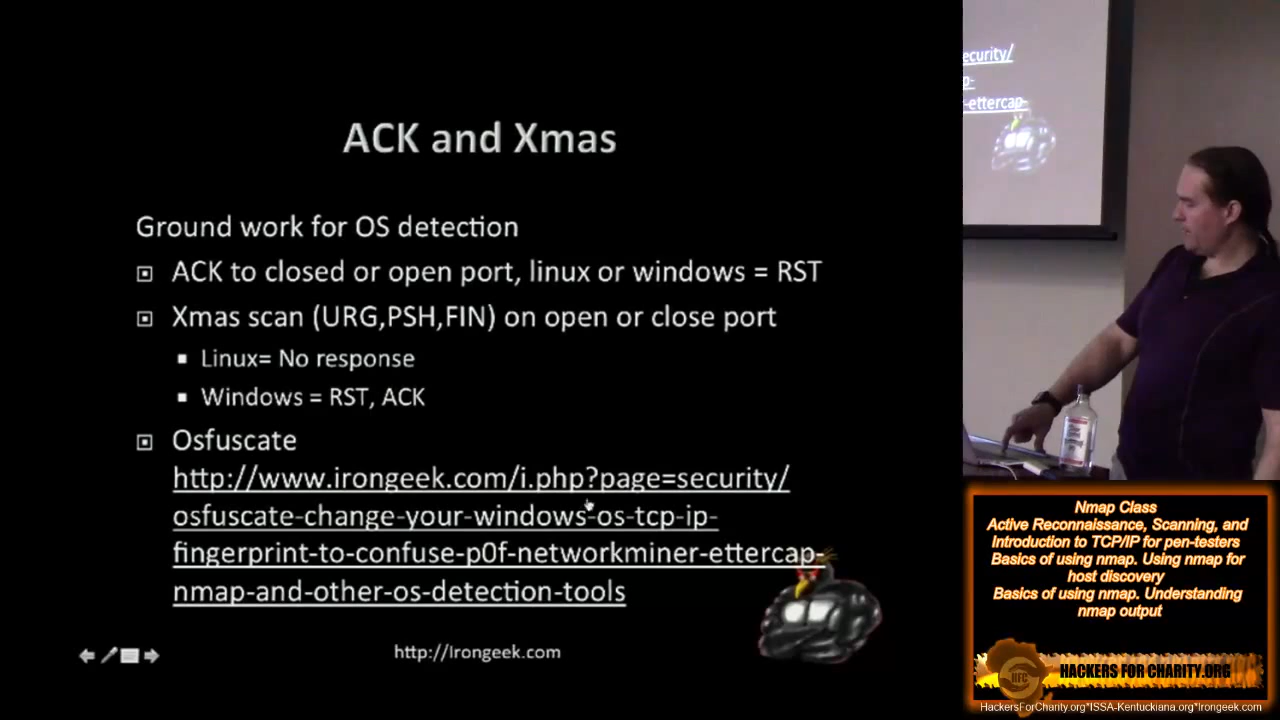 ACK and Xmas
Ground work for OS detection
ACK to closed or open port, linux or windows = RST
Xmas scan (URG,PSH,FIN) on open or close port
Linux= No response
Windows = RST, ACK
Osfuscate
http://www.irongeek.com/i.php?page=security/
osfuscate-change-your-windows-os-tcp-ip-
fingerprint-to-confuse-p0f-networkminer-ettercap-
nmap-and-other-os-detection-tools
http://Irongeek.com
ecurity/
p-
-ettercap-
Nmap Class
Active Reconnaissance, Scanning, and
Introduction to TCP/IP for pen-testers
Basics of using nmap. Using nmap for
host discovery
Basics of using nmap. Understanding
nmap output
HFC
HACKERS FOR CHARITY.ORG
HackersForCharity.org*ISSA-Kentuckiana.org*Irongeek.com